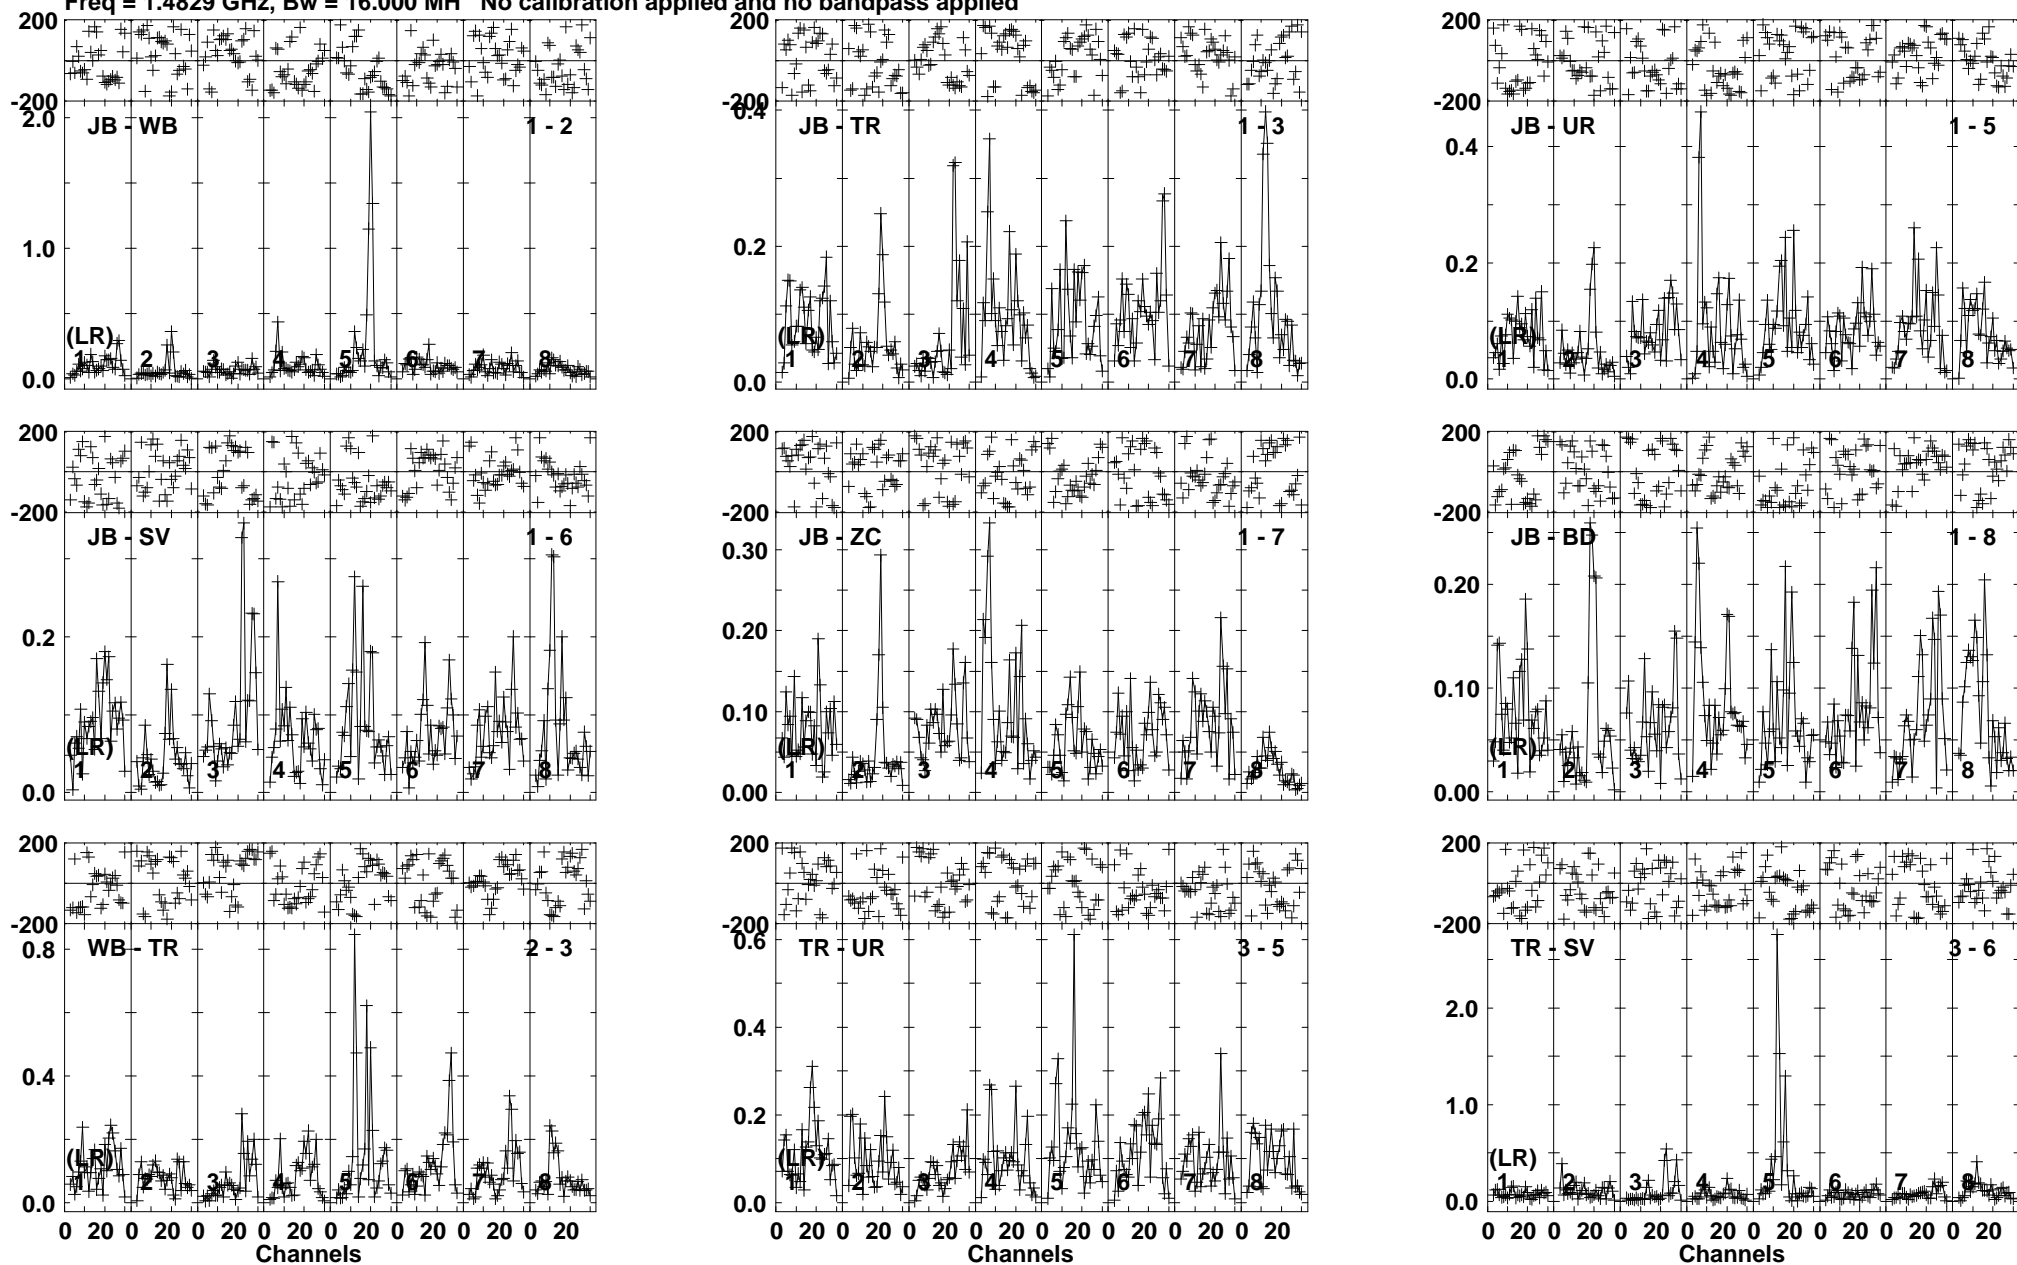 Freq = 1.4829 GHz, Bw = 16.000 MH No calibration applied and no bandpass applied
200
-200
2.0
1.0
0.0
JB - WB
1 - 2
(LR)
1 2 3 4 5 6 7 8
200
-200
0.4
0.2
0.0
JB - TR
1 - 3
(LR)
1 2 3 4 5 6 7 8
200
-200
0.4
0.2
0.0
JB - UR
1 - 5
(LR)
1 2 3 4 5 6 7 8
200
-200
0.2
0.0
JB - SV
1 - 6
(LR)
1 2 3 4 5 6 7 8
200
-200
0.30
0.20
0.10
0.00
JB - ZC
1 - 7
(LR)
1 2 3 4 5 6 7 8
200
-200
0.20
0.10
0.00
JB - BD
1 - 8
(LR)
1 2 3 4 5 6 7 8
200
-200
0.8
0.4
0.0
WB - TR
2 - 3
(LR)
1 2 3 4 5 6 7 8
0 20 0 20 0 20 0 20 0 20 0 20 0 20 0 20
Channels
200
-200
0.6
0.4
0.2
0.0
TR - UR
3 - 5
(LR)
1 2 3 4 5 6 7 8
0 20 0 20 0 20 0 20 0 20 0 20 0 20 0 20
Channels
200
-200
2.0
1.0
0.0
TR - SV
3 - 6
(LR)
1 2 3 4 5 6 7 8
0 20 0 20 0 20 0 20 0 20 0 20 0 20 0 20
Channels